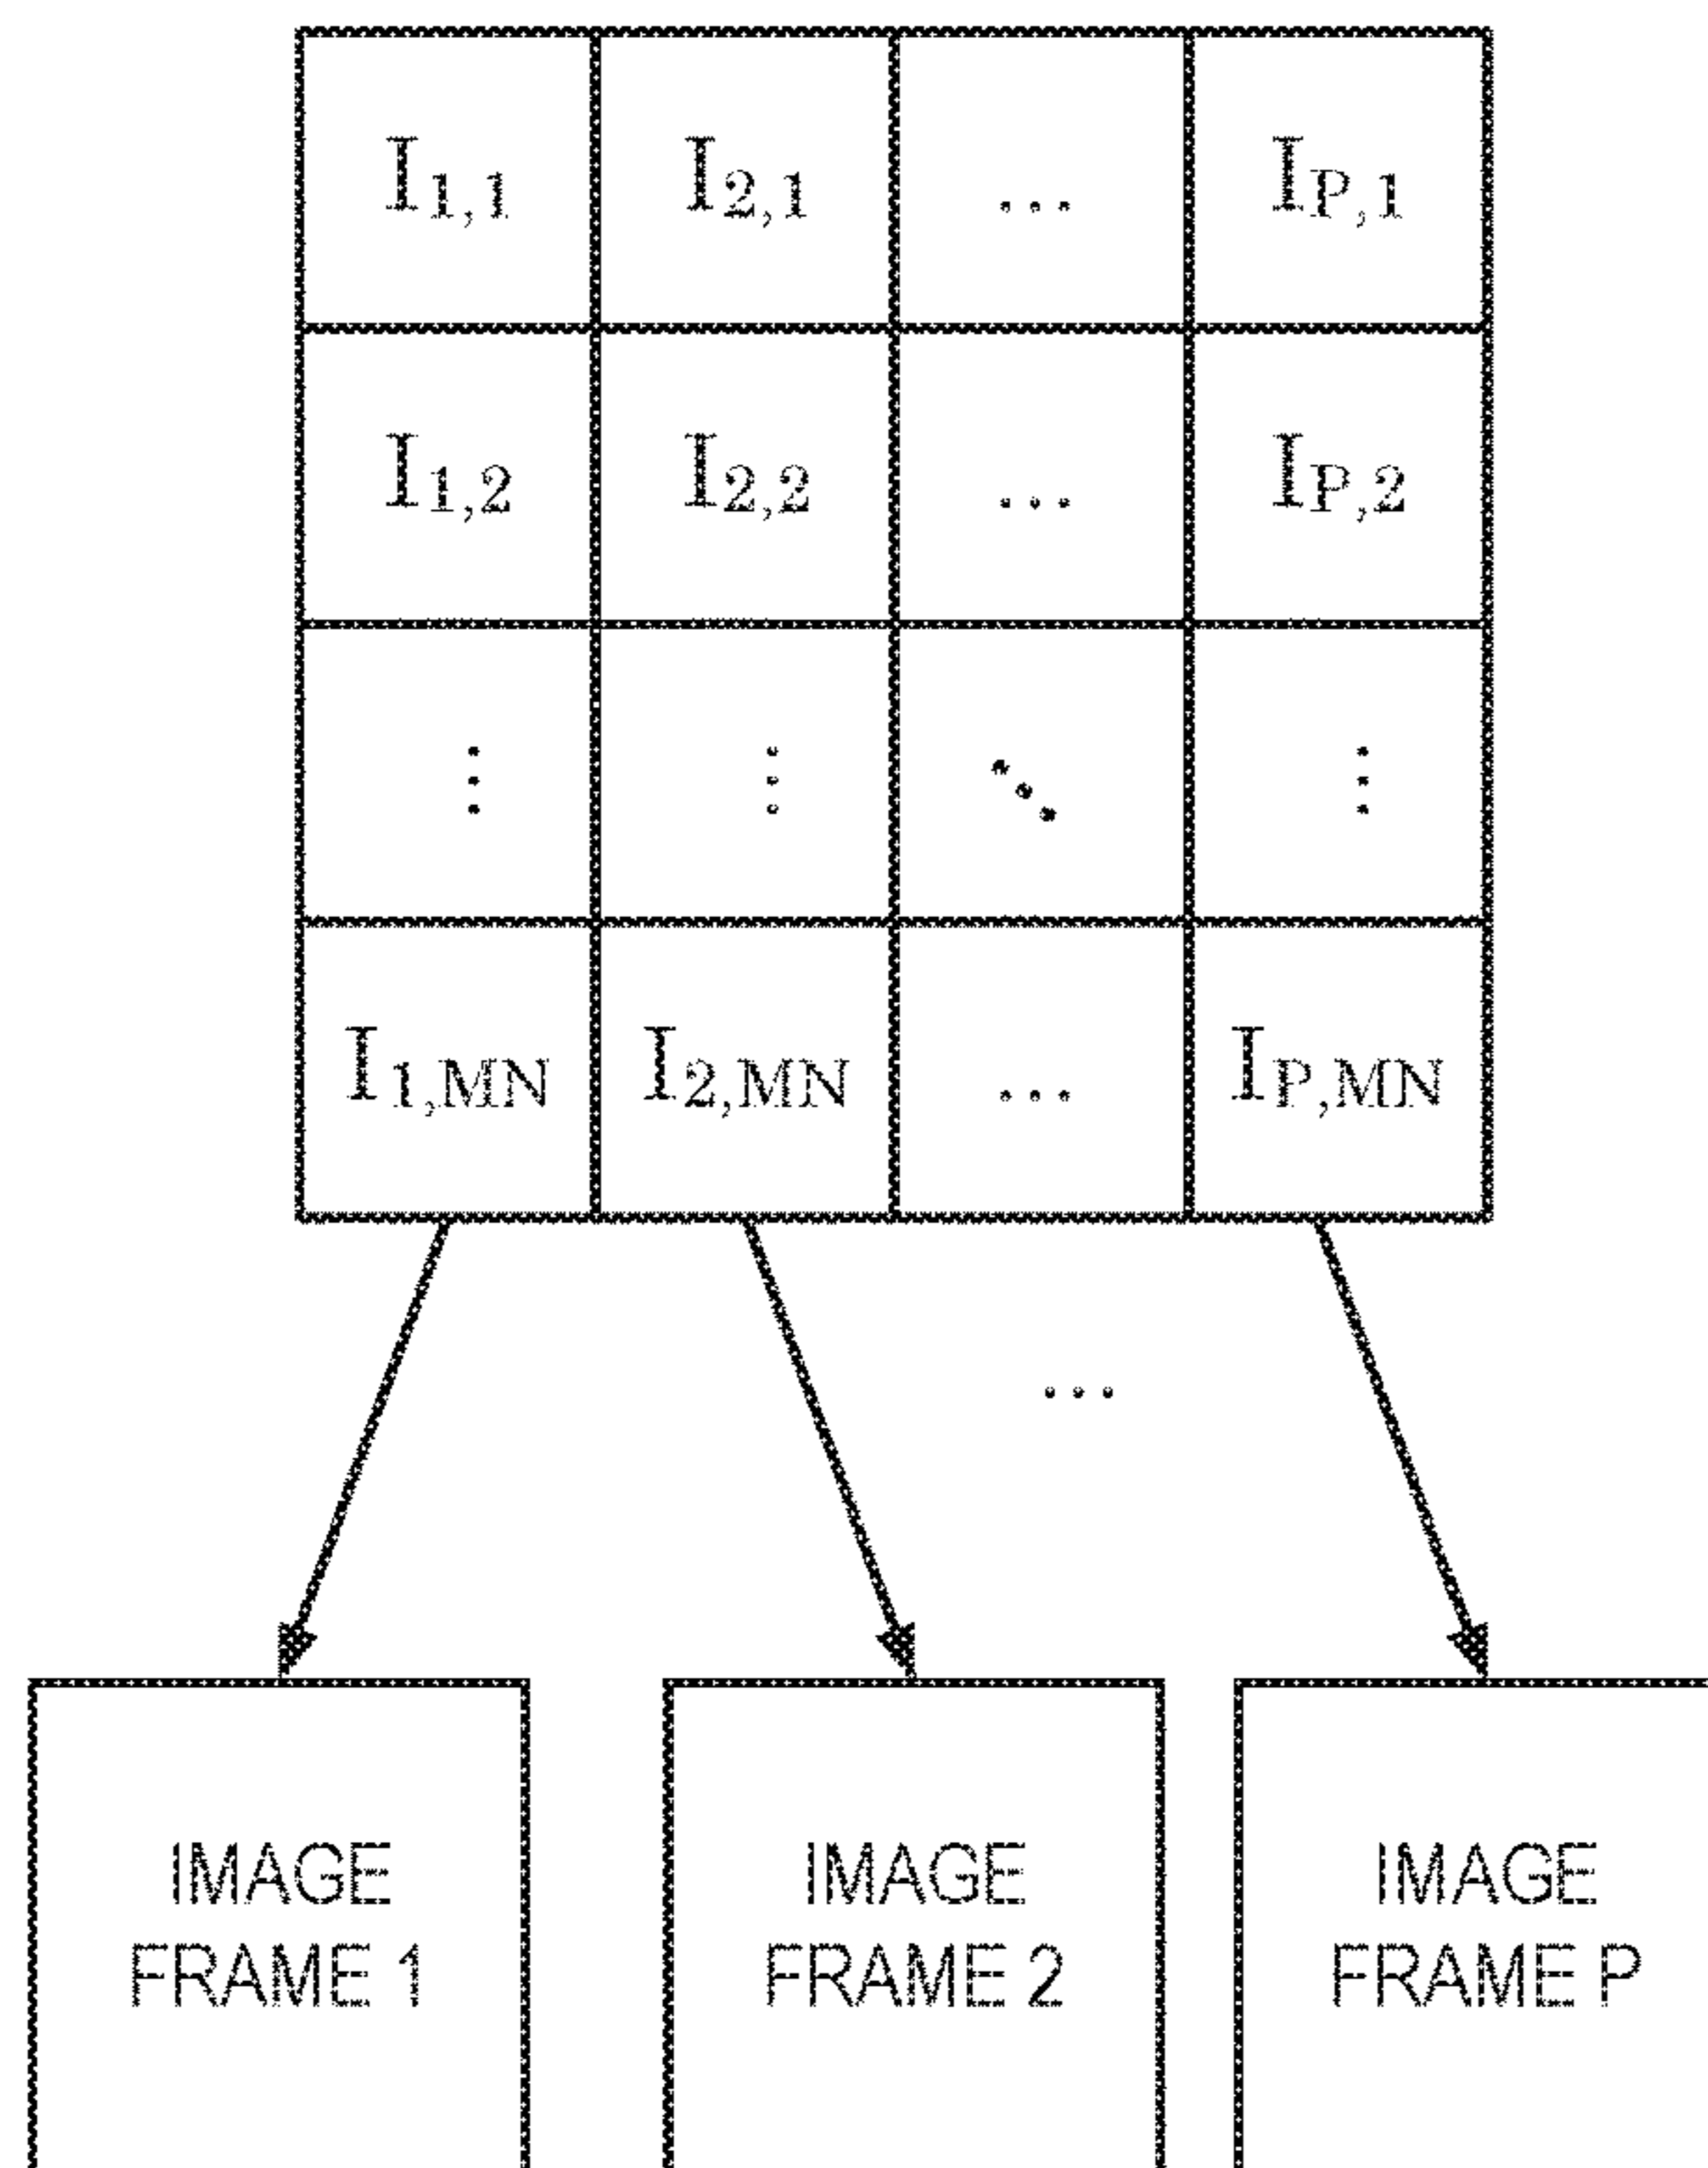 I1,1 I2,1 ... IP,1
I1,2 I2,2 ... IP,2
⋮ ⋮ ⋱ ⋮
I1,MN I2,MN ... IP,MN
...
IMAGE IMAGE IMAGE
FRAME 1 FRAME 2 FRAME P